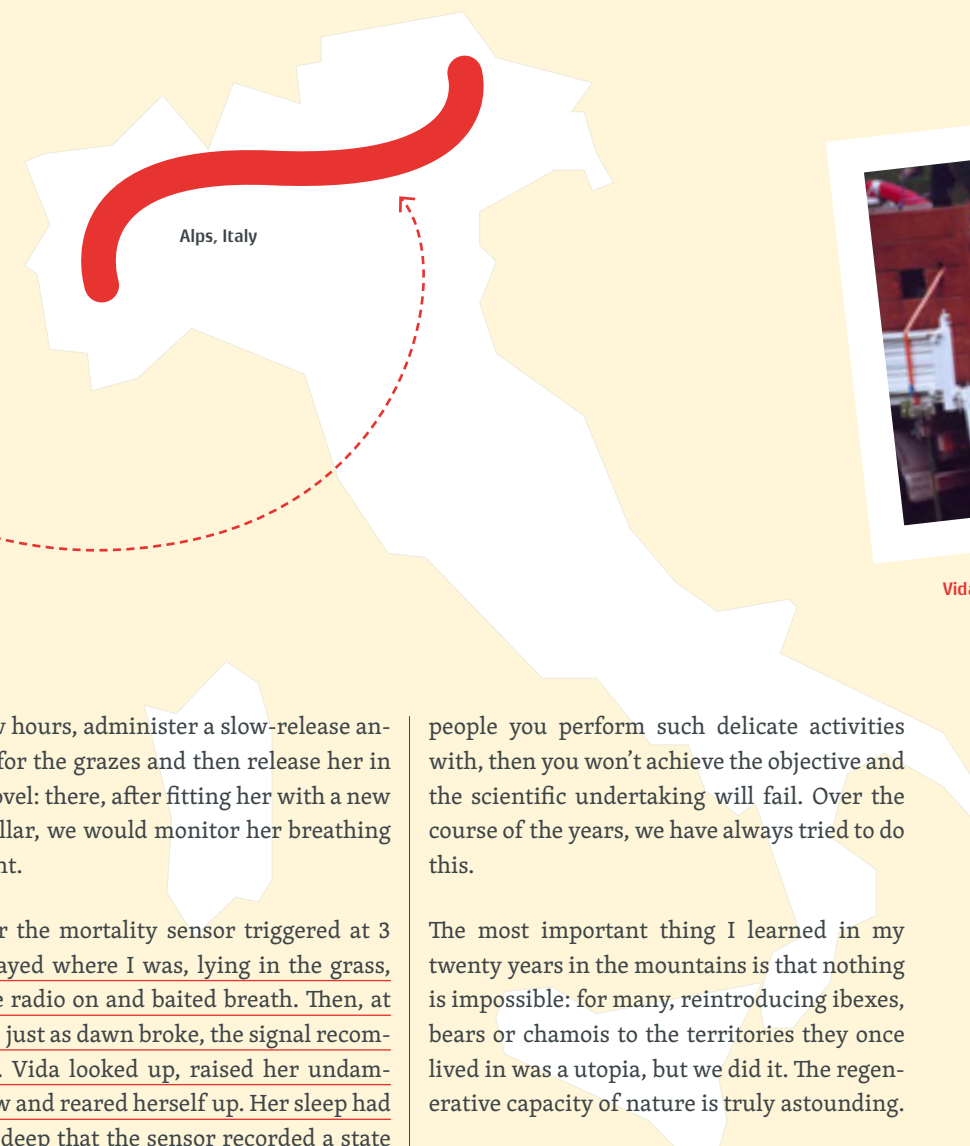 Alps, Italy
hours, administer a slow-release an-
for the grazes and then release her in
there, after fitting her with a new
we would monitor her breathing
the mortality sensor triggered at 3
where I was, lying in the grass,
radio on and baited breath. Then, at
just as dawn broke, the signal recom-
Vida looked up, raised her undam-
and reared herself up. Her sleep had
deep that the sensor recorded a state
people you perform such delicate activities
with, then you won’t achieve the objective and
the scientific undertaking will fail. Over the
course of the years, we have always tried to do
this.
The most important thing I learned in my
twenty years in the mountains is that nothing
is impossible: for many, reintroducing ibexes,
bears or chamois to the territories they once
lived in was a utopia, but we did it. The regen-
erative capacity of nature is truly astounding.